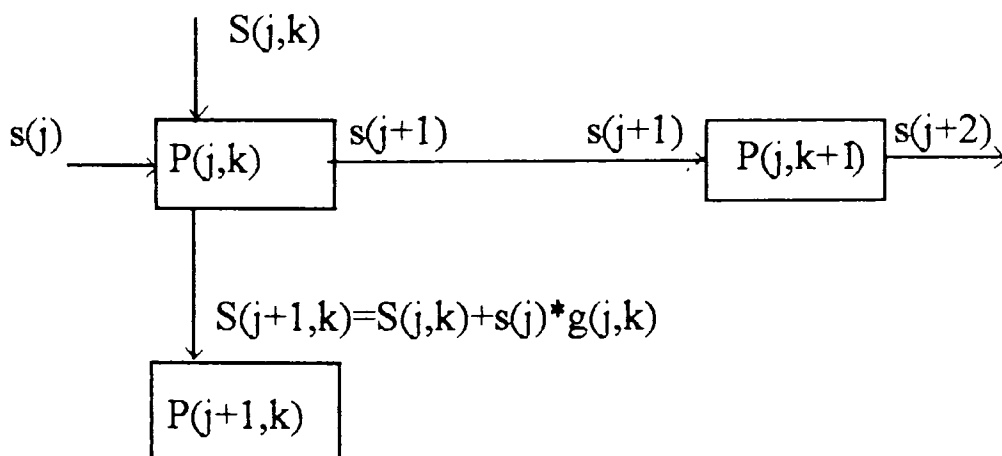 S(j,k)
s(j)
P(j,k)
s(j+1)
s(j+1)
P(j,k+1)
s(j+2)
S(j+1,k)=S(j,k)+s(j)*g(j,k)
P(j+1,k)